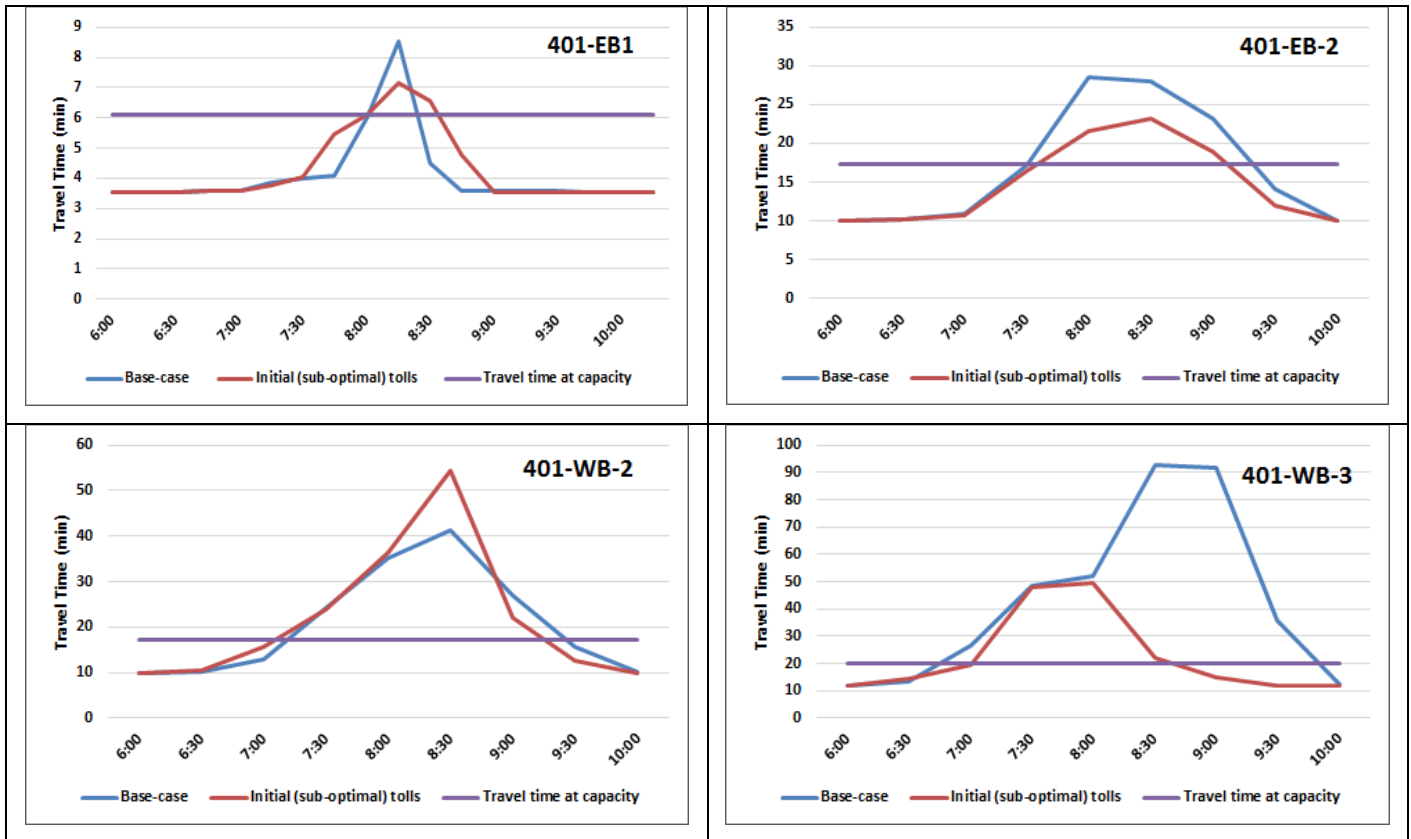 401-EB1
Travel Time (min)
9
8
7
6
5
4
3
2
1
0
6:00 6:30 7:00 7:30 8:00 8:30 9:00 9:30 10:00
Base-case Initial (sub-optimal) tolls Travel time at capacity
401-EB-2
Travel Time (min)
35
30
25
20
15
10
5
0
6:00 6:30 7:00 7:30 8:00 8:30 9:00 9:30 10:00
Base-case Initial (sub-optimal) tolls Travel time at capacity
401-WB-2
Travel Time (min)
60
50
40
30
20
10
0
6:00 6:30 7:00 7:30 8:00 8:30 9:00 9:30 10:00
Base-case Initial (sub-optimal) tolls Travel time at capacity
401-WB-3
Travel Time (min)
100
90
80
70
60
50
40
30
20
10
0
6:00 6:30 7:00 7:30 8:00 8:30 9:00 9:30 10:00
Base-case Initial (sub-optimal) tolls Travel time at capacity